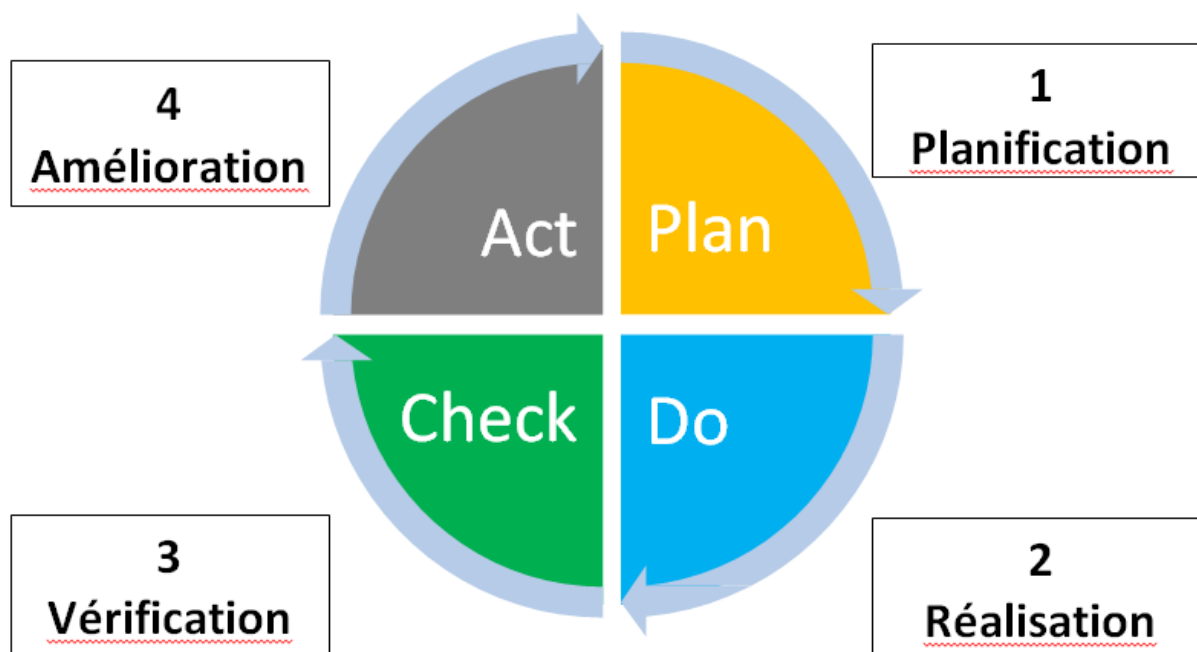 4
Amélioration
1
Planification
Act
Plan
Check
Do
3
Vérification
2
Réalisation